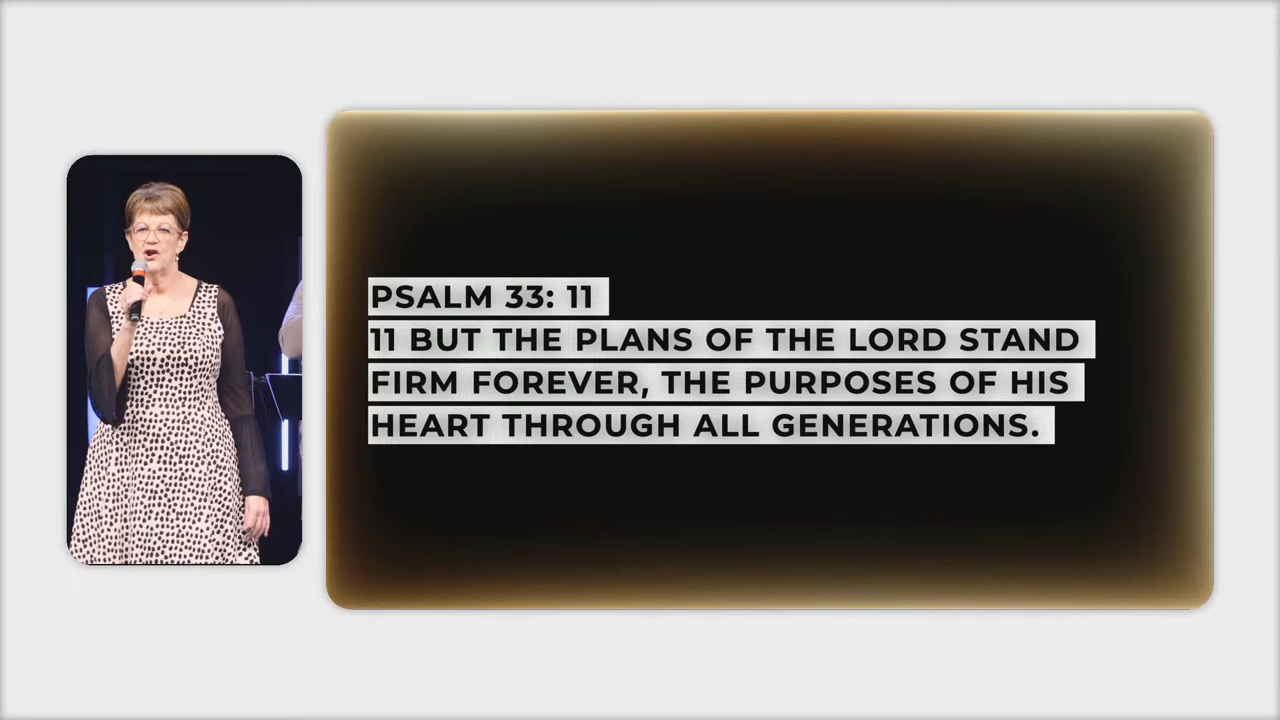 PSALM 33: 11
11 BUT THE PLANS OF THE LORD STAND
FIRM FOREVER, THE PURPOSES OF HIS
HEART THROUGH ALL GENERATIONS.